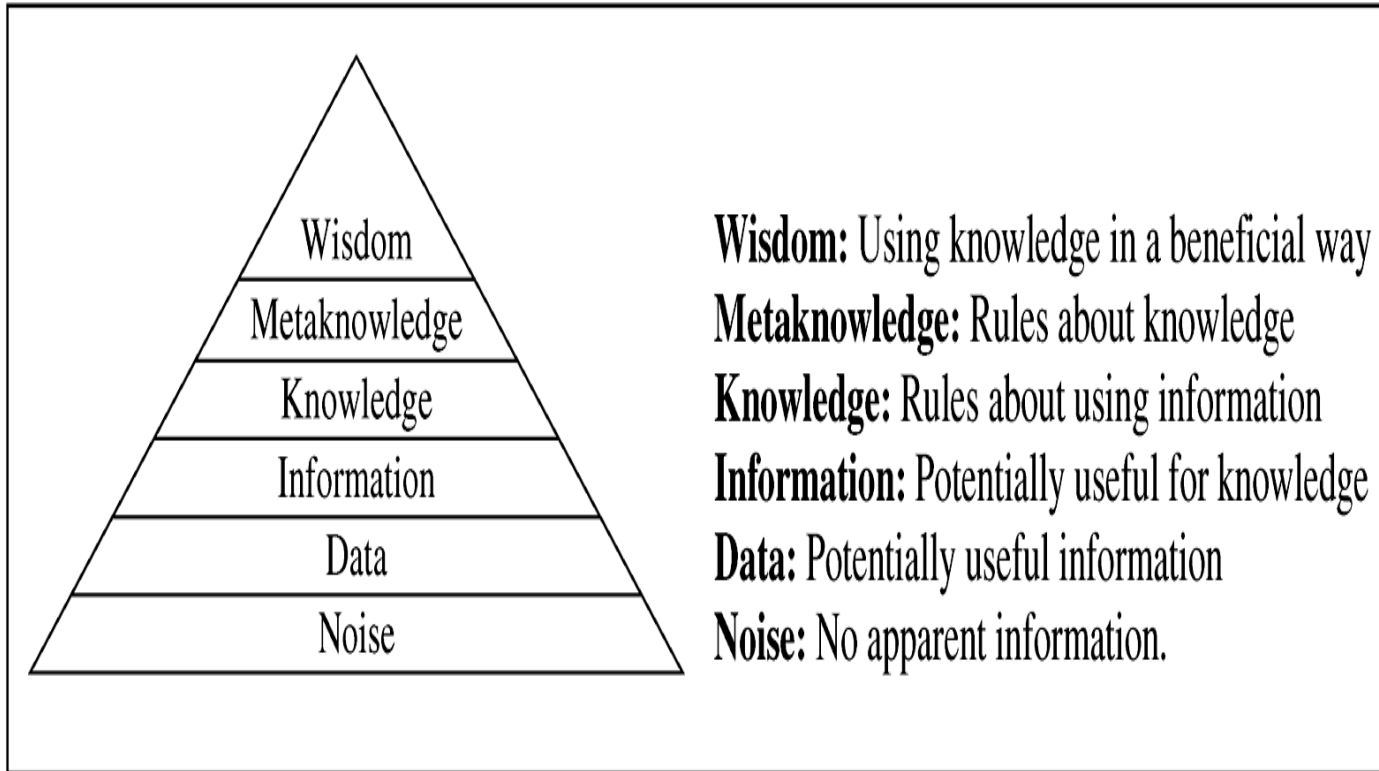 Wisdom
Metaknowledge
Knowledge
Information
Data
Noise
Wisdom: Using knowledge in a beneficial way
Metaknowledge: Rules about knowledge
Knowledge: Rules about using information
Information: Potentially useful for knowledge
Data: Potentially useful information
Noise: No apparent information.